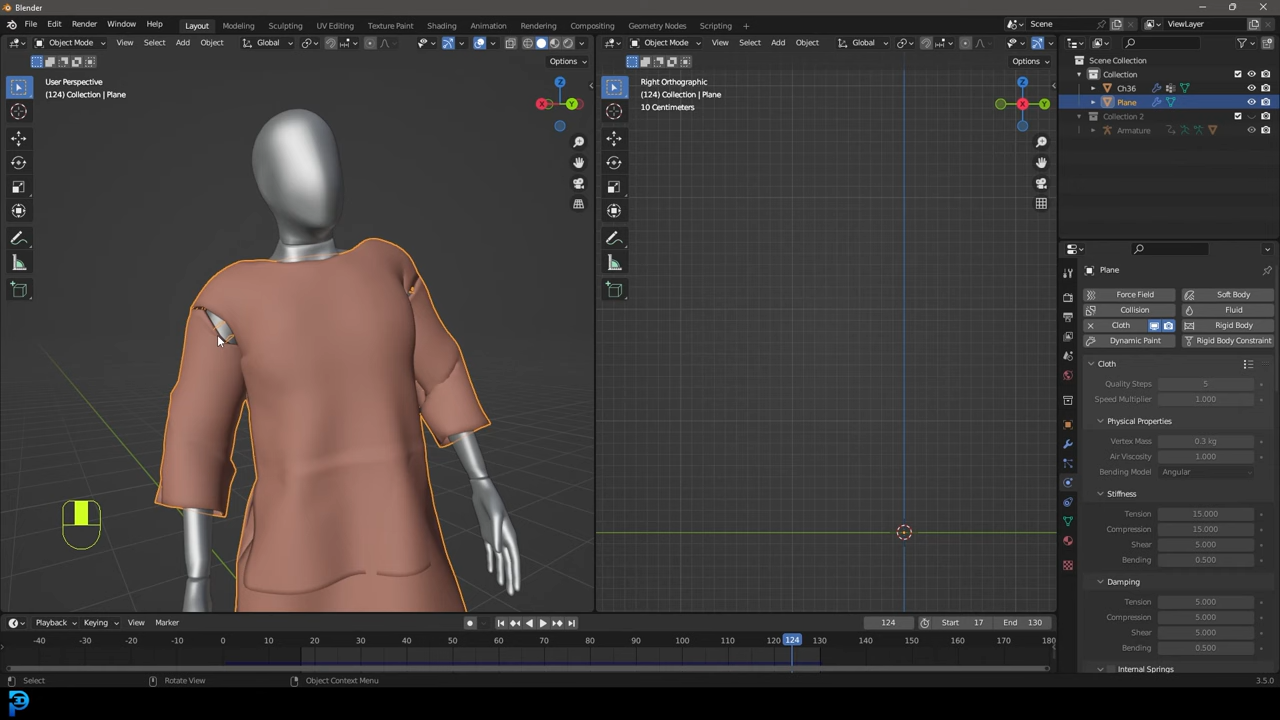 Blender
File Edit Render Window Help Layout Modeling Sculpting UV Editing Texture Paint Shading Animation Rendering Compositing Geometry Nodes Scripting + Scene ViewLayer
Object Mode View Select Add Object Global Object Mode View Select Add Object Global
Options Options
User Perspective
(124) Collection | Plane
Right Orthographic
(124) Collection | Plane
10 Centimeters
Z
X
Y
Z
X
Y
Scene Collection
Collection
Ch36
Plane
Collection 2
Armature
Plane
Force Field Soft Body
Collision Fluid
Cloth Rigid Body
Dynamic Paint Rigid Body Constraint
Cloth
Quality Steps 5
Speed Multiplier 1.000
Physical Properties
Vertex Mass 0.3 kg
Air Viscosity 1.000
Bending Model Angular
Stiffness
Tension 15.000
Compression 15.000
Shear 5.000
Bending 0.500
Damping
Tension 5.000
Compression 5.000
Shear 5.000
Bending 0.500
Internal Springs
Playback Keying View Marker 124 Start 17 End 130
-40 -30 -20 -10 0 10 20 30 40 50 60 70 80 90 100 110 120 124 130 140 150 160 170 180
Select Rotate View Object Context Menu 3.5.0